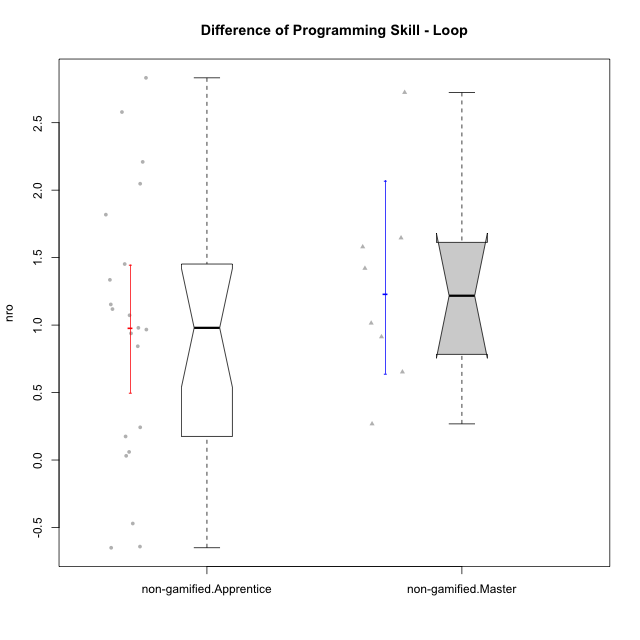 Difference of Programming Skill - Loop
nro
2.5
2.0
1.5
1.0
0.5
0.0
-0.5
non-gamified.Apprentice
non-gamified.Master